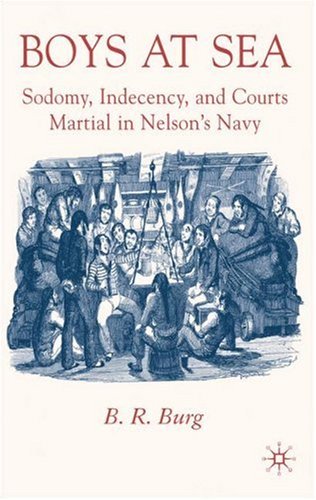 BOYS AT SEA
Sodomy, Indecency, and Courts
Martial in Nelson's Navy
B. R. Burg